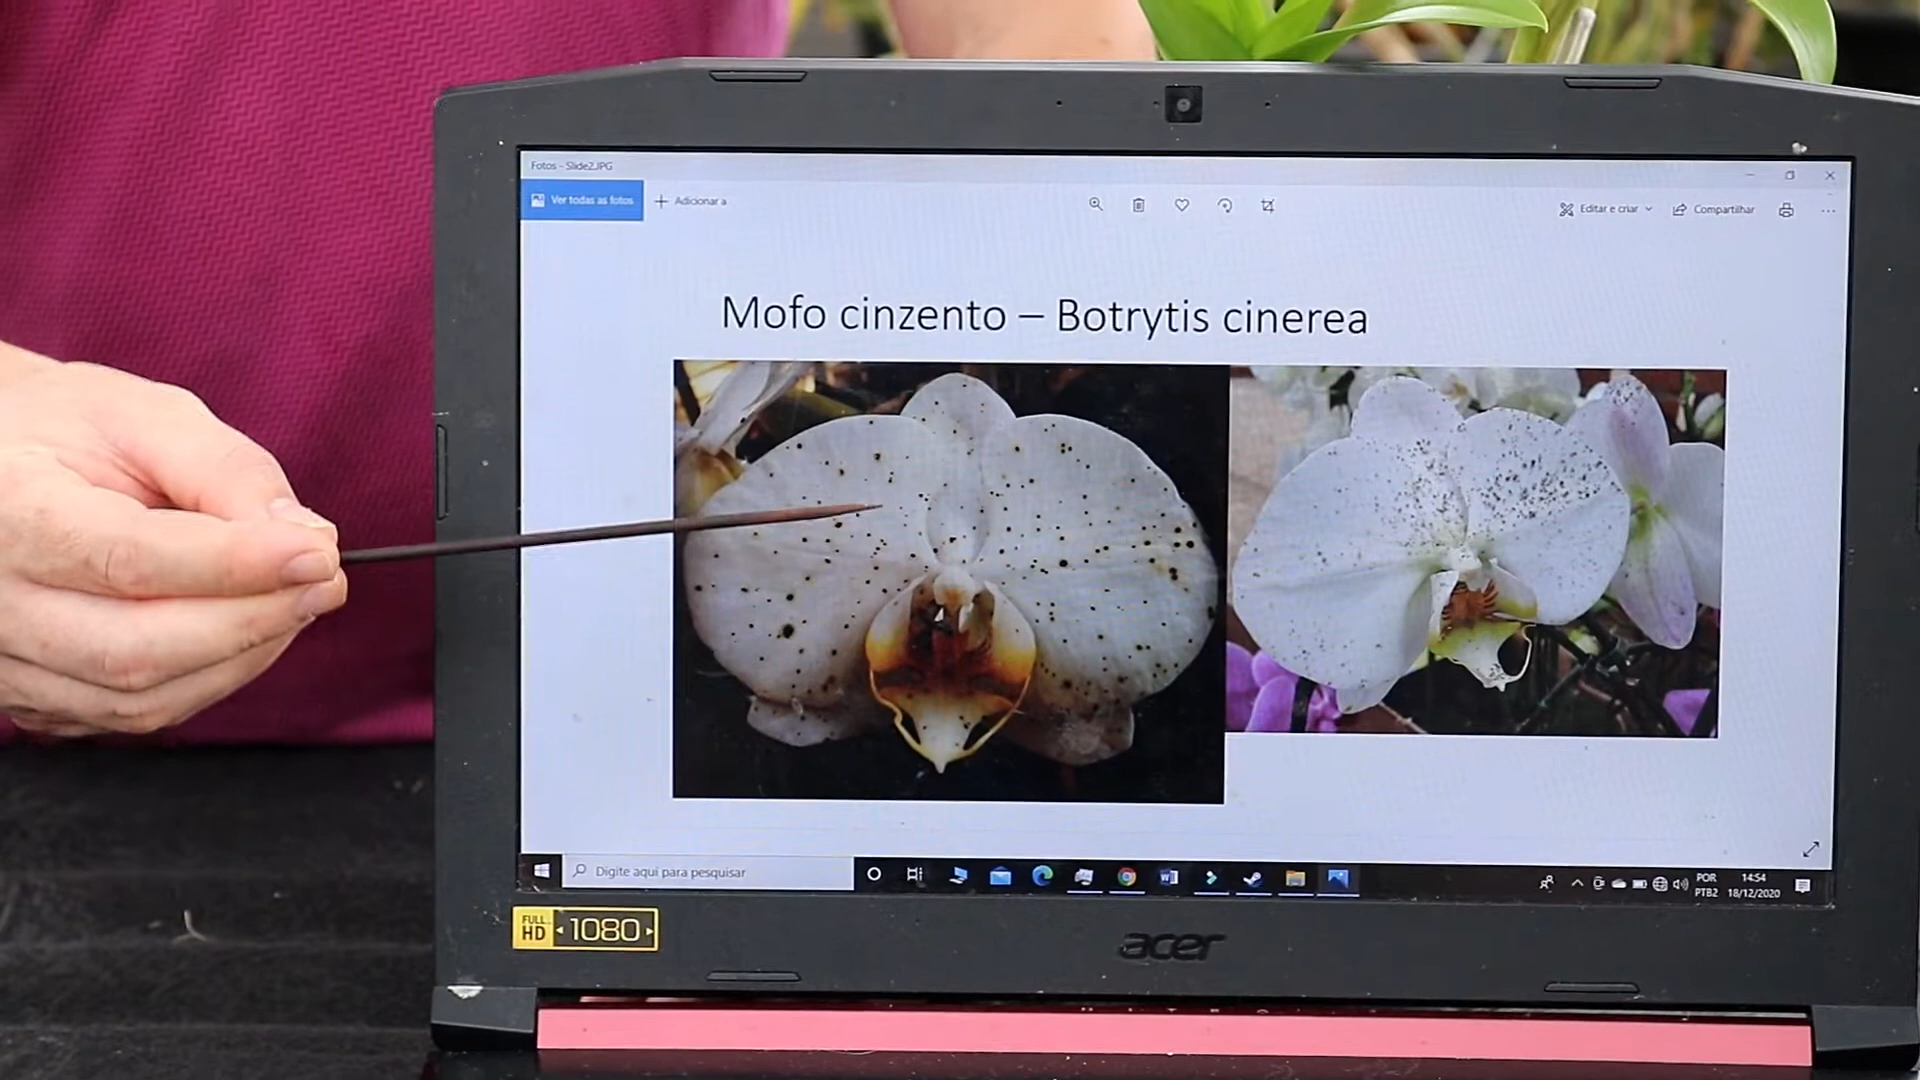 Fotos - Slide2.JPG
Ver todas as fotos
Adicionar a
Editar e criar
Compartilhar
Mofo cinzento – Botrytis cinerea
Digite aqui para pesquisar
POR
PTB2
14:54
18/12/2020
FULL HD
1080
acer